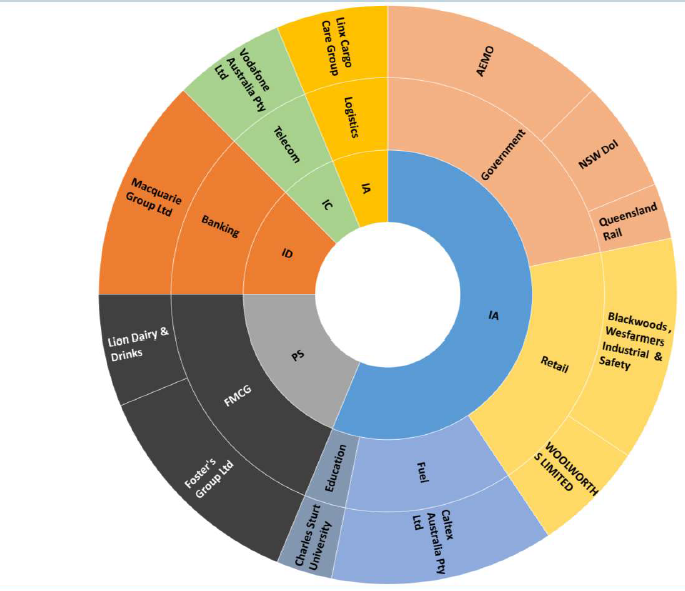 Linx Cargo
Care Group
Logistics
IA
Vodafone
Australia Pty
Ltd
Telecom
IC
Macquarie
Group Ltd
Banking
ID
Lion Dairy &
Drinks
FMCG
PS
Foster's
Group Ltd
AEMO
Government
NSW DoI
Queensland
Rail
IA
Retail
Blackwoods,
Wesfarmers
Industrial &
Safety
WOOLWORTH
S LIMITED
Fuel
Caltex
Australia Pty
Ltd
Education
Charles Sturt
University